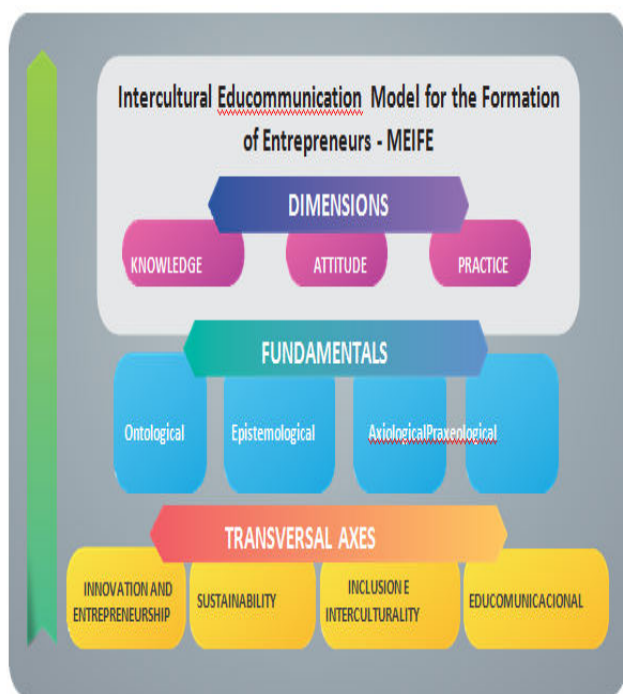 Intercultural Educommunication Model for the Formation
of Entrepreneurs - MEIFE
DIMENSIONS
KNOWLEDGE
ATTITUDE
PRACTICE
FUNDAMENTALS
Ontological
Epistemological
AxiologicalPraxeological
TRANSVERSAL AXES
INNOVATION AND
ENTREPRENEURSHIP
SUSTAINABILITY
INCLUSION E
INTERCULTURALITY
EDUCOMUNICACIONAL